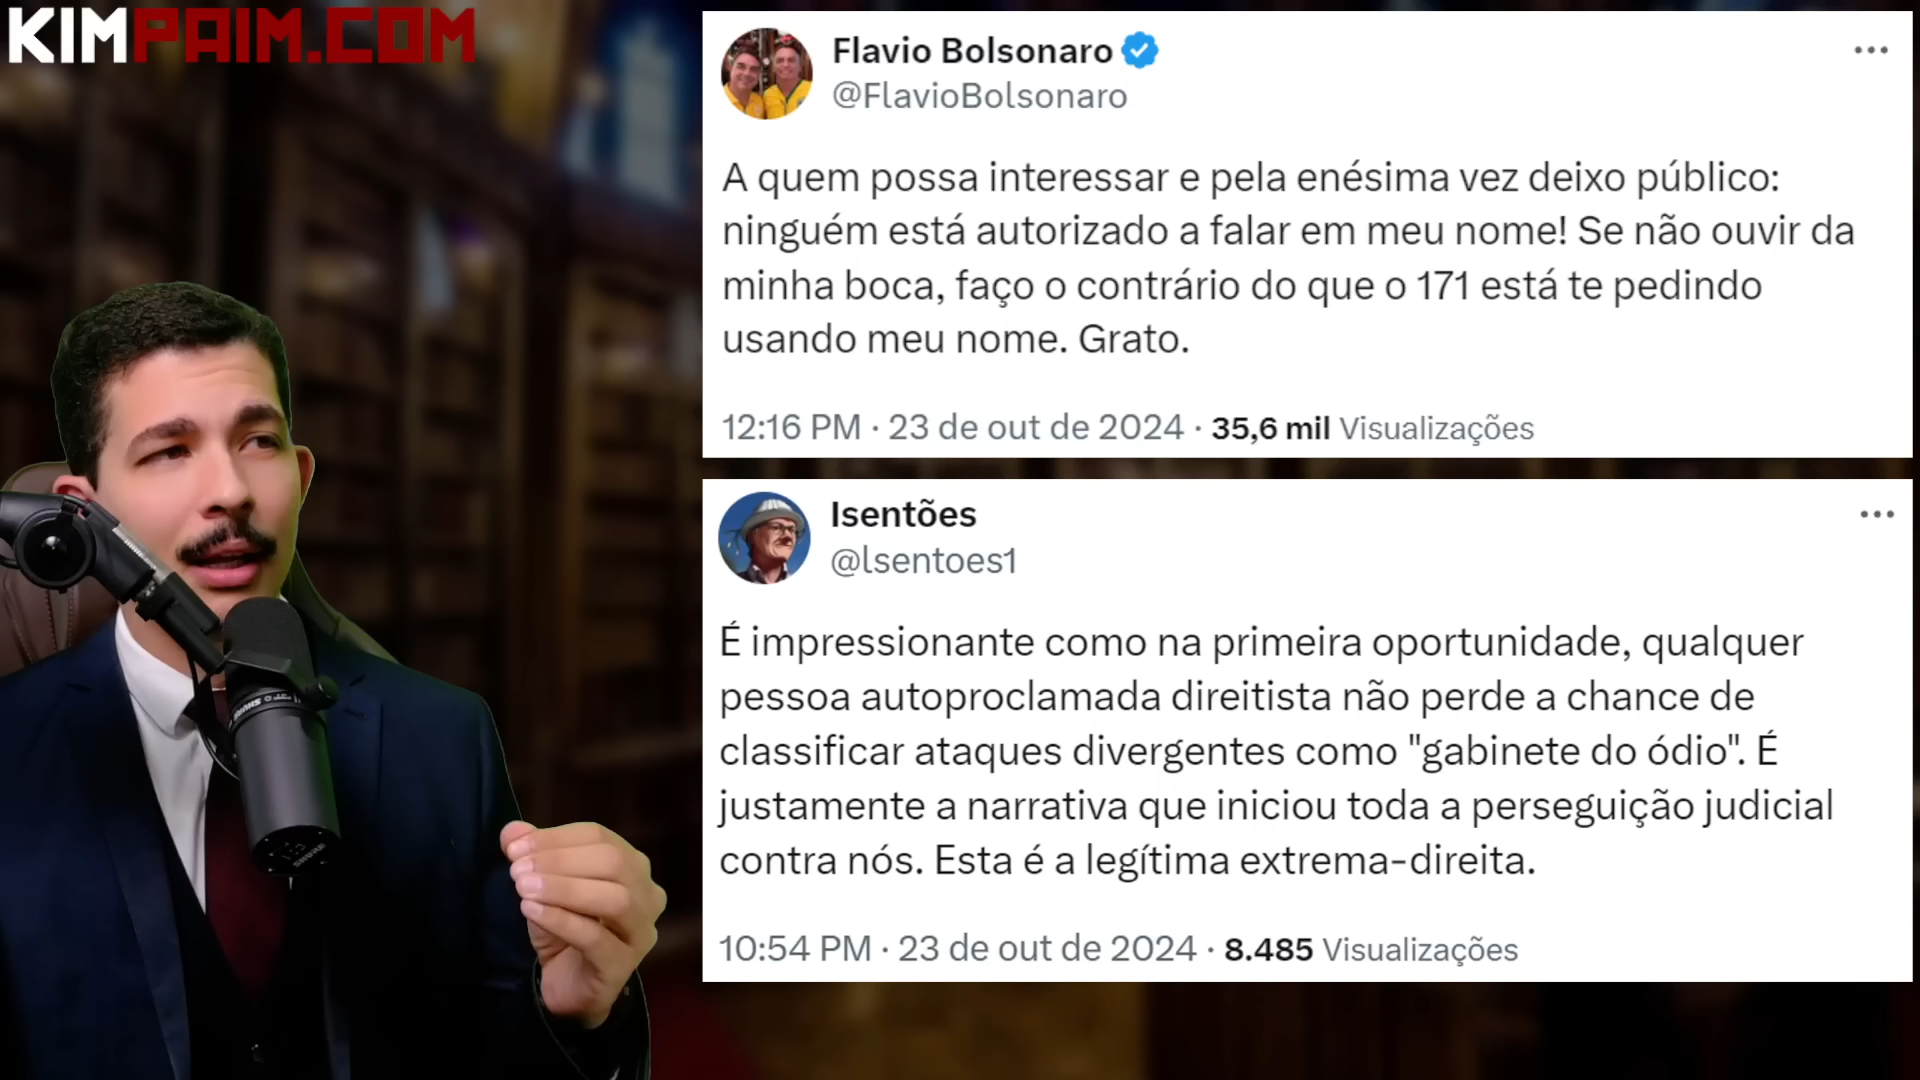 KIMPAIM.COM
Flavio Bolsonaro
@FlavioBolsonaro
A quem possa interessar e pela enésima vez deixo público:
ninguém está autorizado a falar em meu nome! Se não ouvir da
minha boca, faço o contrário do que o 171 está te pedindo
usando meu nome. Grato.
12:16 PM · 23 de out de 2024 · 35,6 mil Visualizações
Isentões
@lsentoes1
É impressionante como na primeira oportunidade, qualquer
pessoa autoproclamada direitista não perde a chance de
classificar ataques divergentes como "gabinete do ódio". É
justamente a narrativa que iniciou toda a perseguição judicial
contra nós. Esta é a legítima extrema-direita.
10:54 PM · 23 de out de 2024 · 8.485 Visualizações
SHURE
SHURE